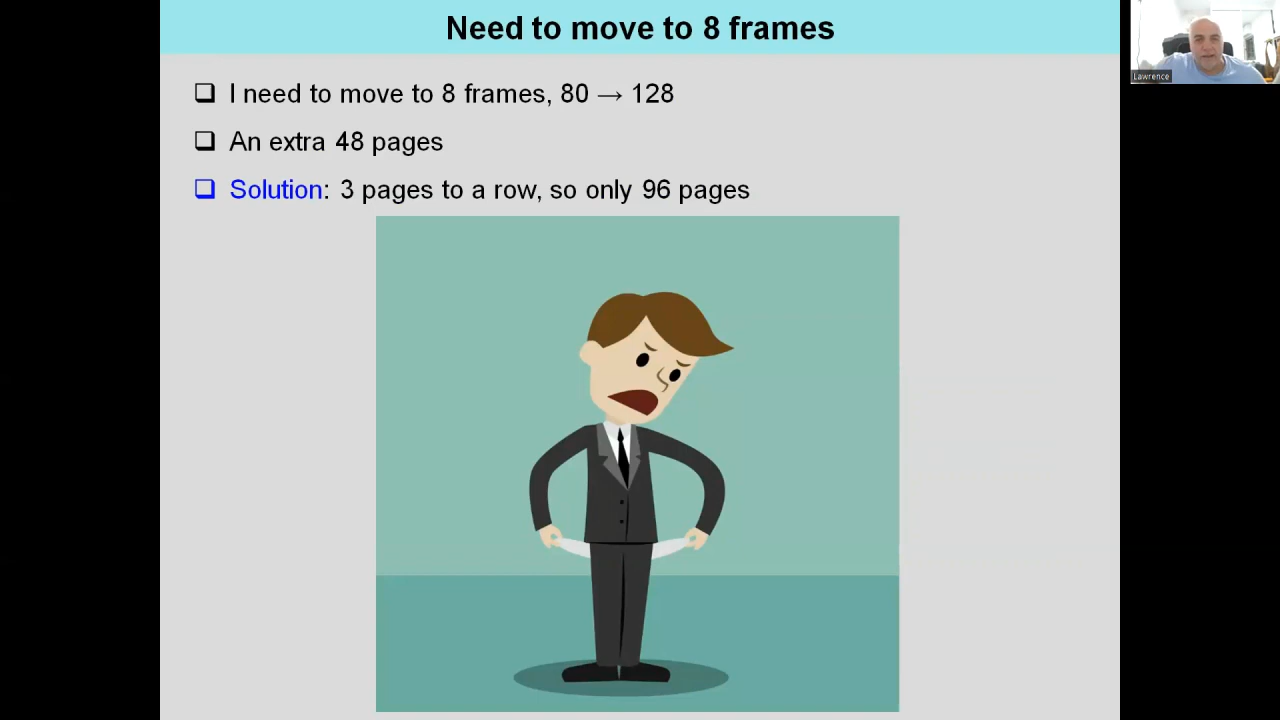 Need to move to 8 frames
I need to move to 8 frames, 80 → 128
An extra 48 pages
Solution: 3 pages to a row, so only 96 pages
Lawrence